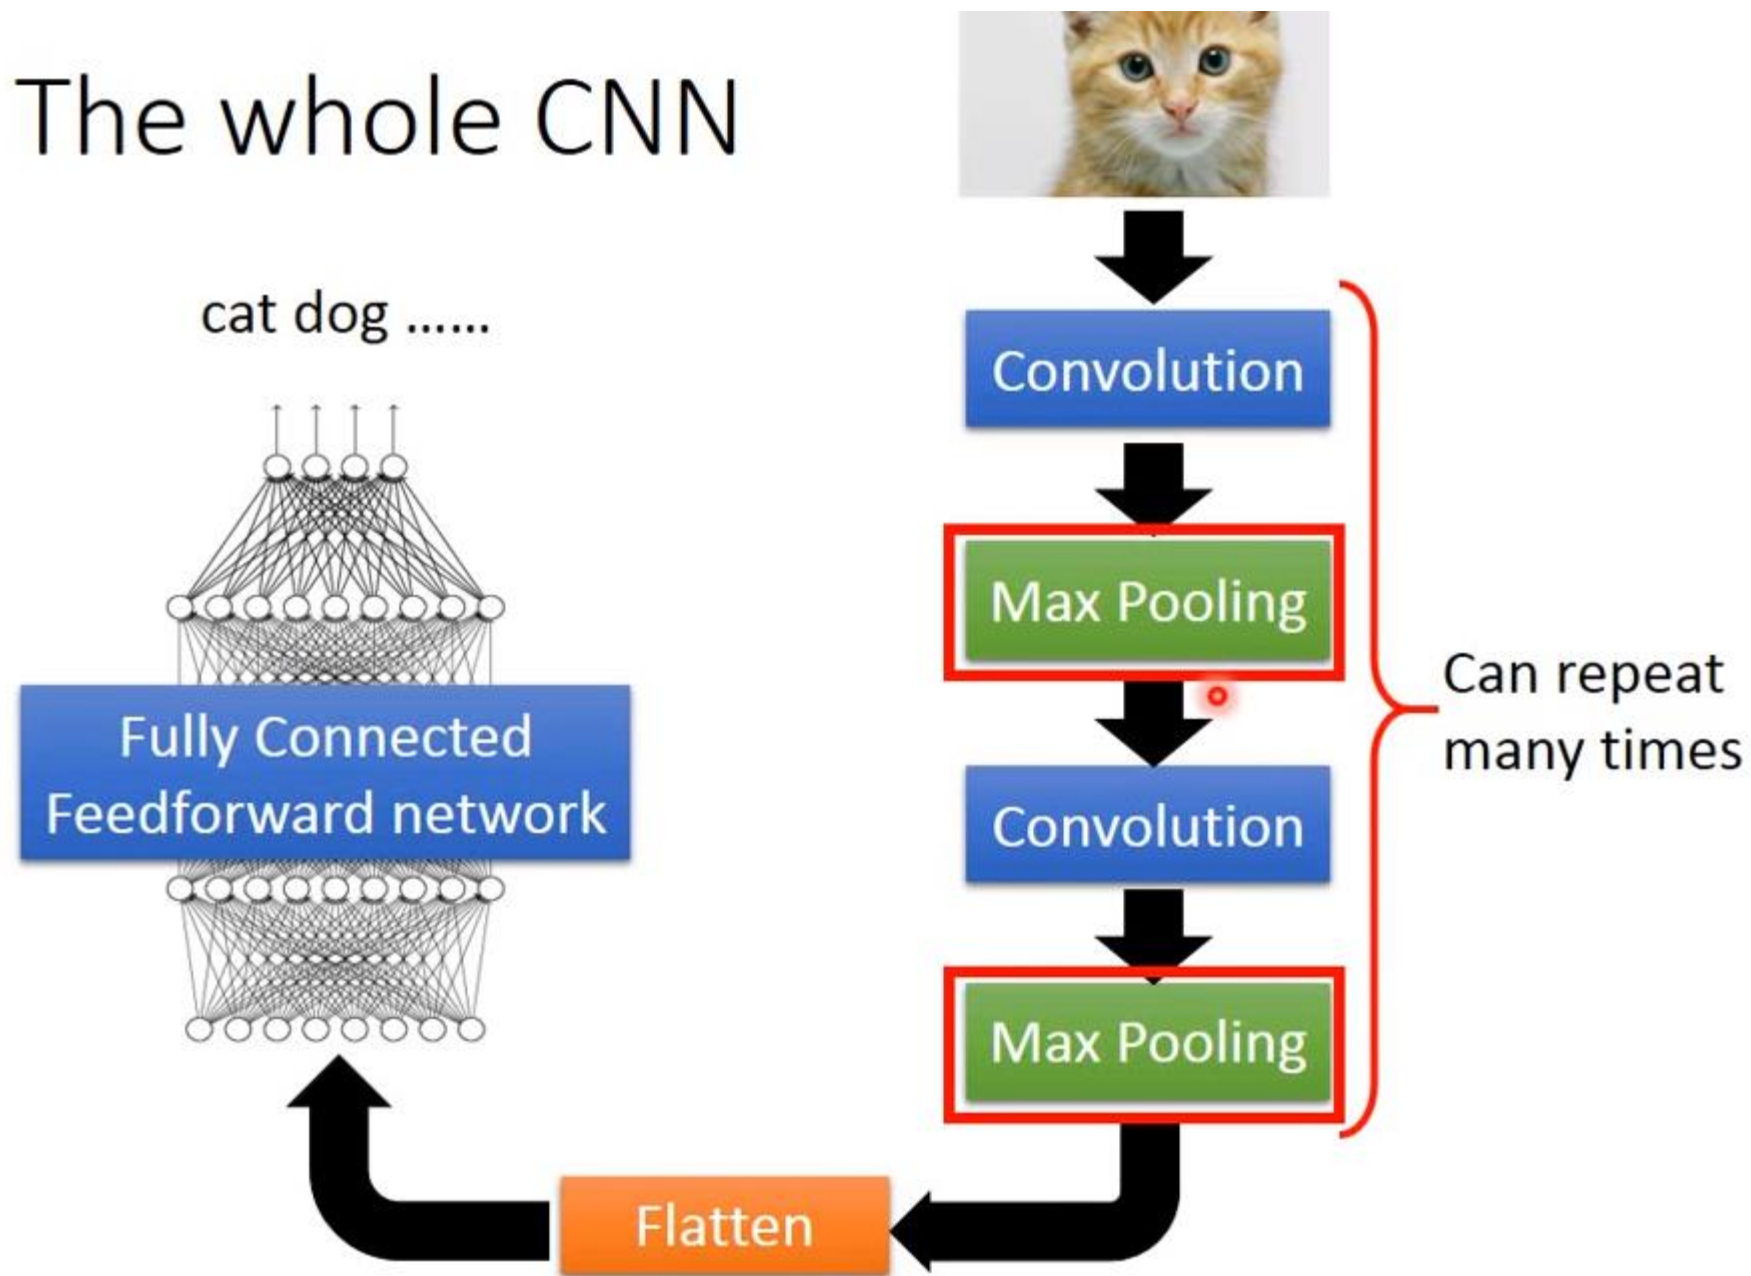 The whole CNN
cat dog ......
Convolution
Max Pooling
Convolution
Max Pooling
Can repeat
many times
Flatten
Fully Connected
Feedforward network